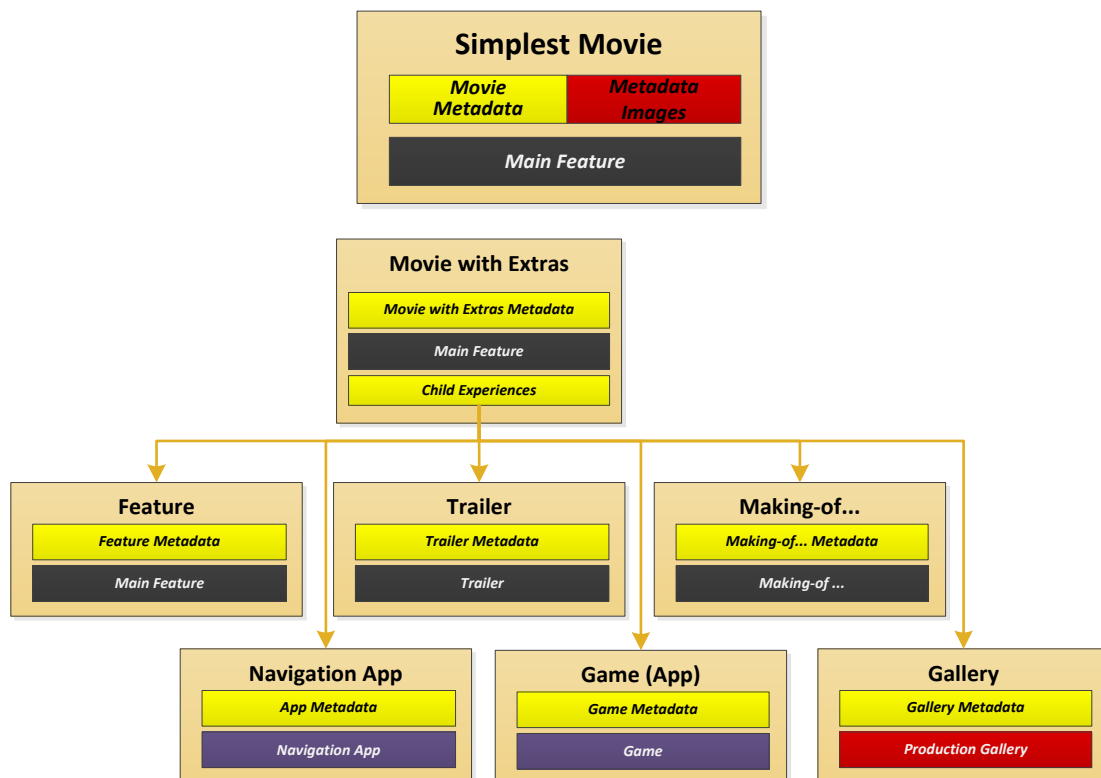 Simplest Movie
Movie Metadata
Metadata Images
Main Feature
Movie with Extras
Movie with Extras Metadata
Main Feature
Child Experiences
Feature
Feature Metadata
Main Feature
Trailer
Trailer Metadata
Trailer
Making-of...
Making-of... Metadata
Making-of ...
Navigation App
App Metadata
Navigation App
Game (App)
Game Metadata
Game
Gallery
Gallery Metadata
Production Gallery